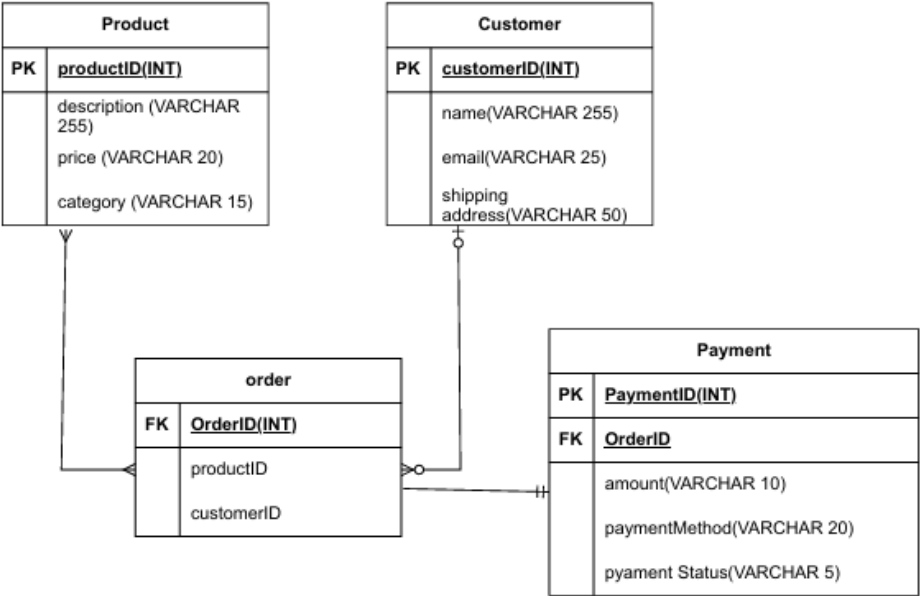 Product
PK productID(INT)
description (VARCHAR
255)
price (VARCHAR 20)
category (VARCHAR 15)
Customer
PK customerID(INT)
name(VARCHAR 255)
email(VARCHAR 25)
shipping
address(VARCHAR 50)
order
FK OrderID(INT)
productID
customerID
Payment
PK PaymentID(INT)
FK OrderID
amount(VARCHAR 10)
paymentMethod(VARCHAR 20)
pyament Status(VARCHAR 5)